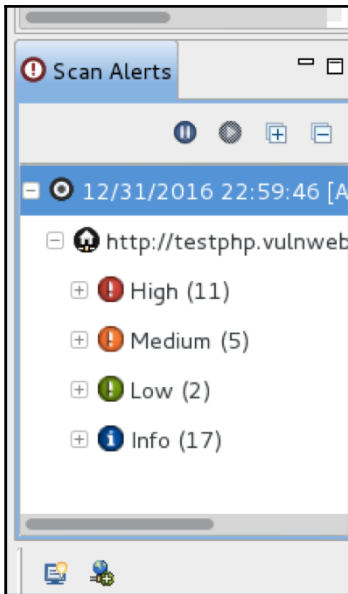 Scan Alerts
12/31/2016 22:59:46 [A
http://testphp.vulnweb
High (11)
Medium (5)
Low (2)
Info (17)